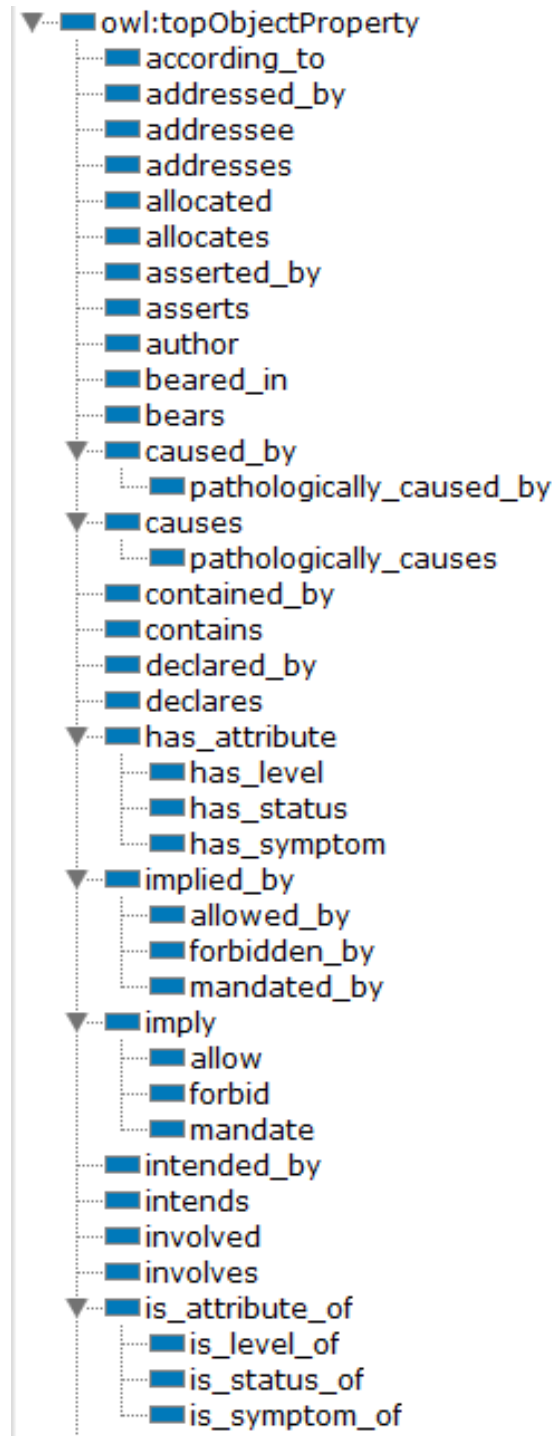 owl:topObjectProperty
according_to
addressed_by
addressee
addresses
allocated
allocates
asserted_by
asserts
author
beared_in
bears
caused_by
pathologically_caused_by
causes
pathologically_causes
contained_by
contains
declared_by
declares
has_attribute
has_level
has_status
has_symptom
implied_by
allowed_by
forbidden_by
mandated_by
imply
allow
forbid
mandate
intended_by
intends
involved
involves
is_attribute_of
is_level_of
is_status_of
is_symptom_of